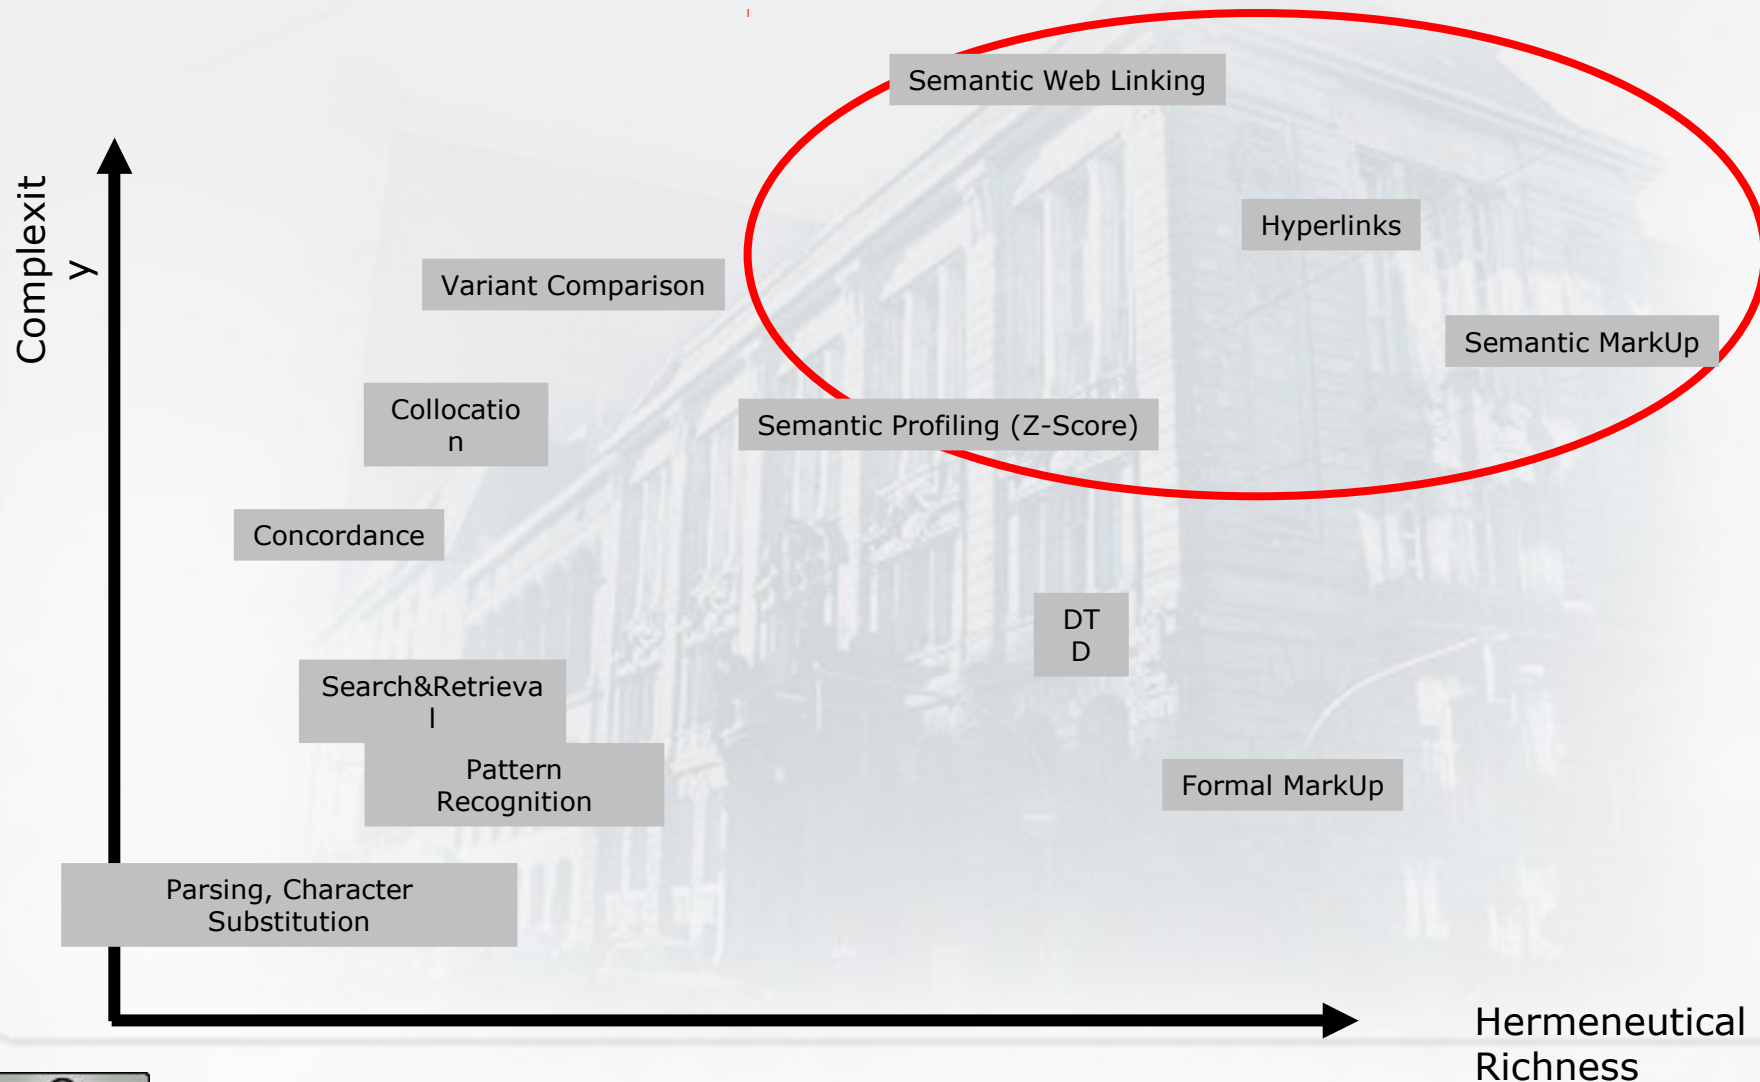 Semantic Web Linking
Complexit
y
Hyperlinks
Variant Comparison
Semantic MarkUp
Collocatio
n
Semantic Profiling (Z-Score)
Concordance
DT
D
Search&Retrieva
l
Pattern
Recognition
Formal MarkUp
Parsing, Character
Substitution
Hermeneutical
Richness